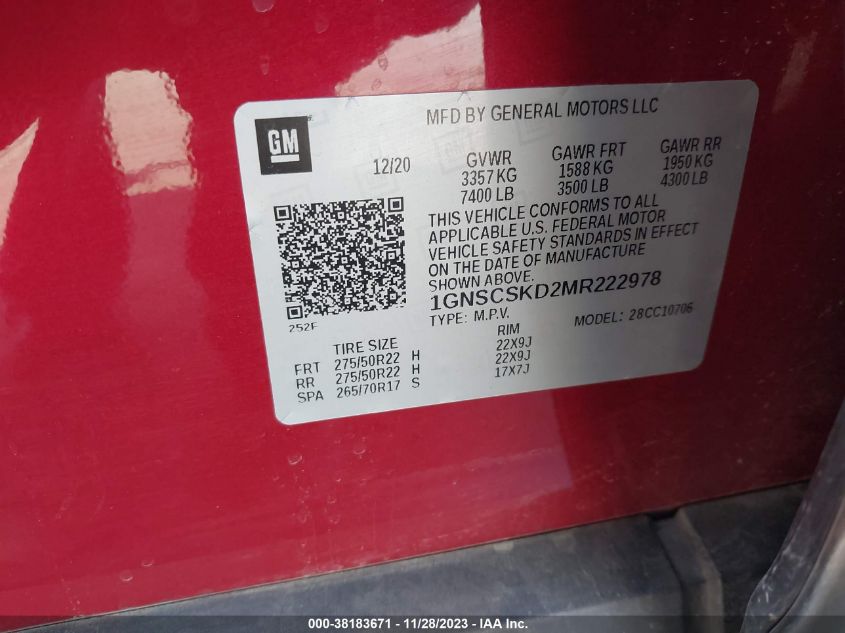 MFD BY GENERAL MOTORS LLC
GM
12/20 GVWR GAWR FRT GAWR RR
3357 KG 1588 KG 1950 KG
7400 LB 3500 LB 4300 LB
THIS VEHICLE CONFORMS TO ALL
APPLICABLE U.S. FEDERAL MOTOR
VEHICLE SAFETY STANDARDS IN EFFECT
ON THE DATE OF MANUFACTURE
SHOWN ABOVE.
1GNSCSKD2MR222978
252F TYPE: M.P.V. MODEL: 28CC10706
TIRE SIZE RIM
FRT 275/50R22 H 22X9J
RR 275/50R22 H 22X9J
SPA 265/70R17 S 17X7J
000-38183671 - 11/28/2023 - IAA Inc.